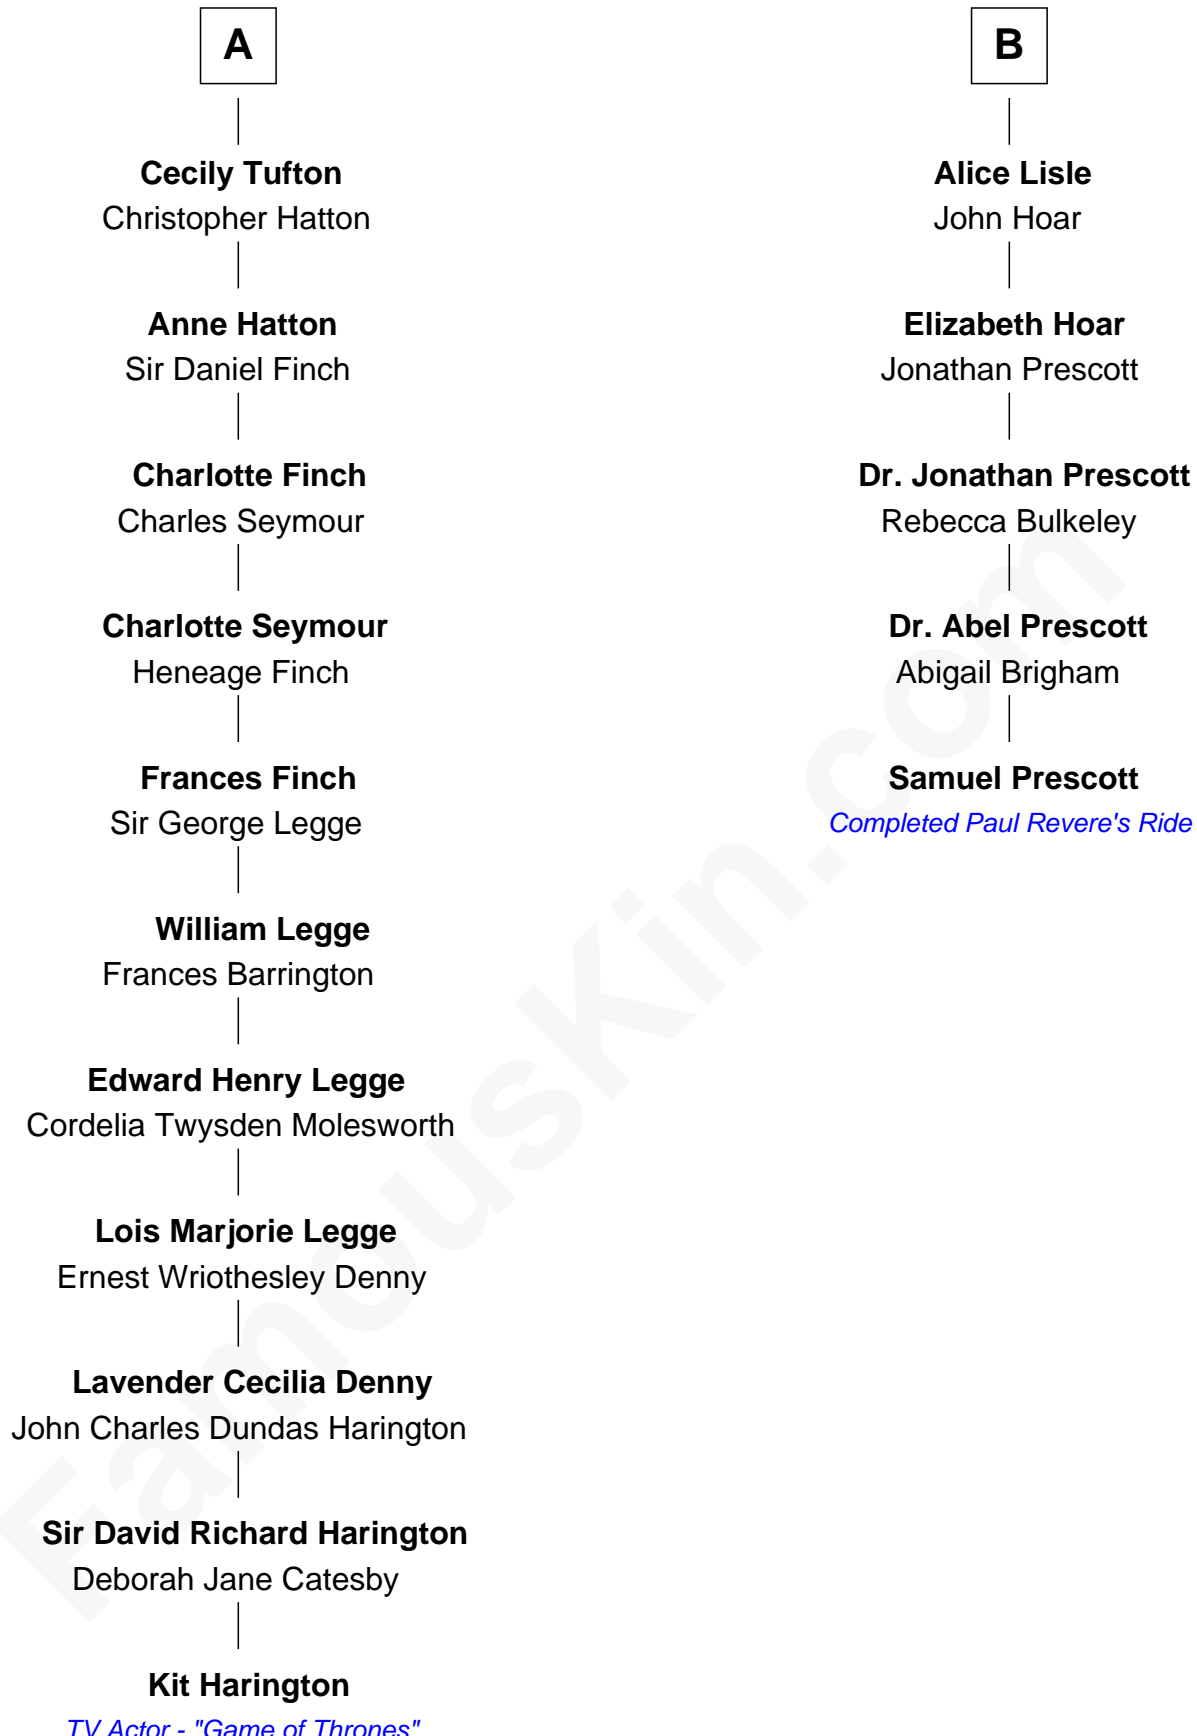 A
Cecily Tufton
Christopher Hatton
Anne Hatton
Sir Daniel Finch
Charlotte Finch
Charles Seymour
Charlotte Seymour
Heneage Finch
Frances Finch
Sir George Legge
William Legge
Frances Barrington
Edward Henry Legge
Cordelia Twysden Molesworth
Lois Marjorie Legge
Ernest Wriothesley Denny
Lavender Cecilia Denny
John Charles Dundas Harington
Sir David Richard Harington
Deborah Jane Catesby
Kit Harington
TV Actor - "Game of Thrones"
B
Alice Lisle
John Hoar
Elizabeth Hoar
Jonathan Prescott
Dr. Jonathan Prescott
Rebecca Bulkeley
Dr. Abel Prescott
Abigail Brigham
Samuel Prescott
Completed Paul Revere's Ride
FamousKin.com